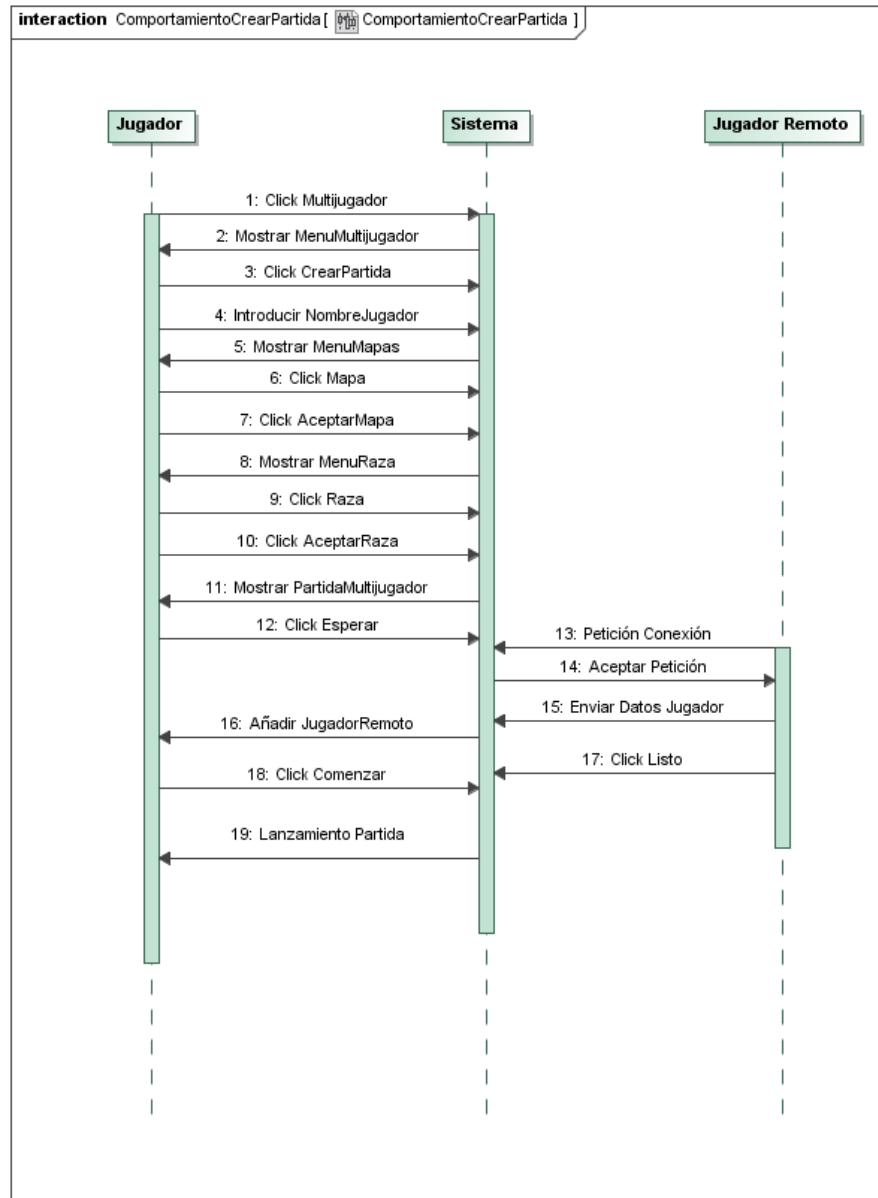 interaction ComportamientoCrearPartida [ ComportamientoCrearPartida ]
Jugador
Sistema
Jugador Remoto
1: Click Multijugador
2: Mostrar MenuMultijugador
3: Click CrearPartida
4: Introducir NombreJugador
5: Mostrar MenuMapas
6: Click Mapa
7: Click AceptarMapa
8: Mostrar MenuRaza
9: Click Raza
10: Click AceptarRaza
11: Mostrar PartidaMultijugador
12: Click Esperar
13: Petición Conexión
14: Aceptar Petición
15: Enviar Datos Jugador
16: Añadir JugadorRemoto
17: Click Listo
18: Click Comenzar
19: Lanzamiento Partida